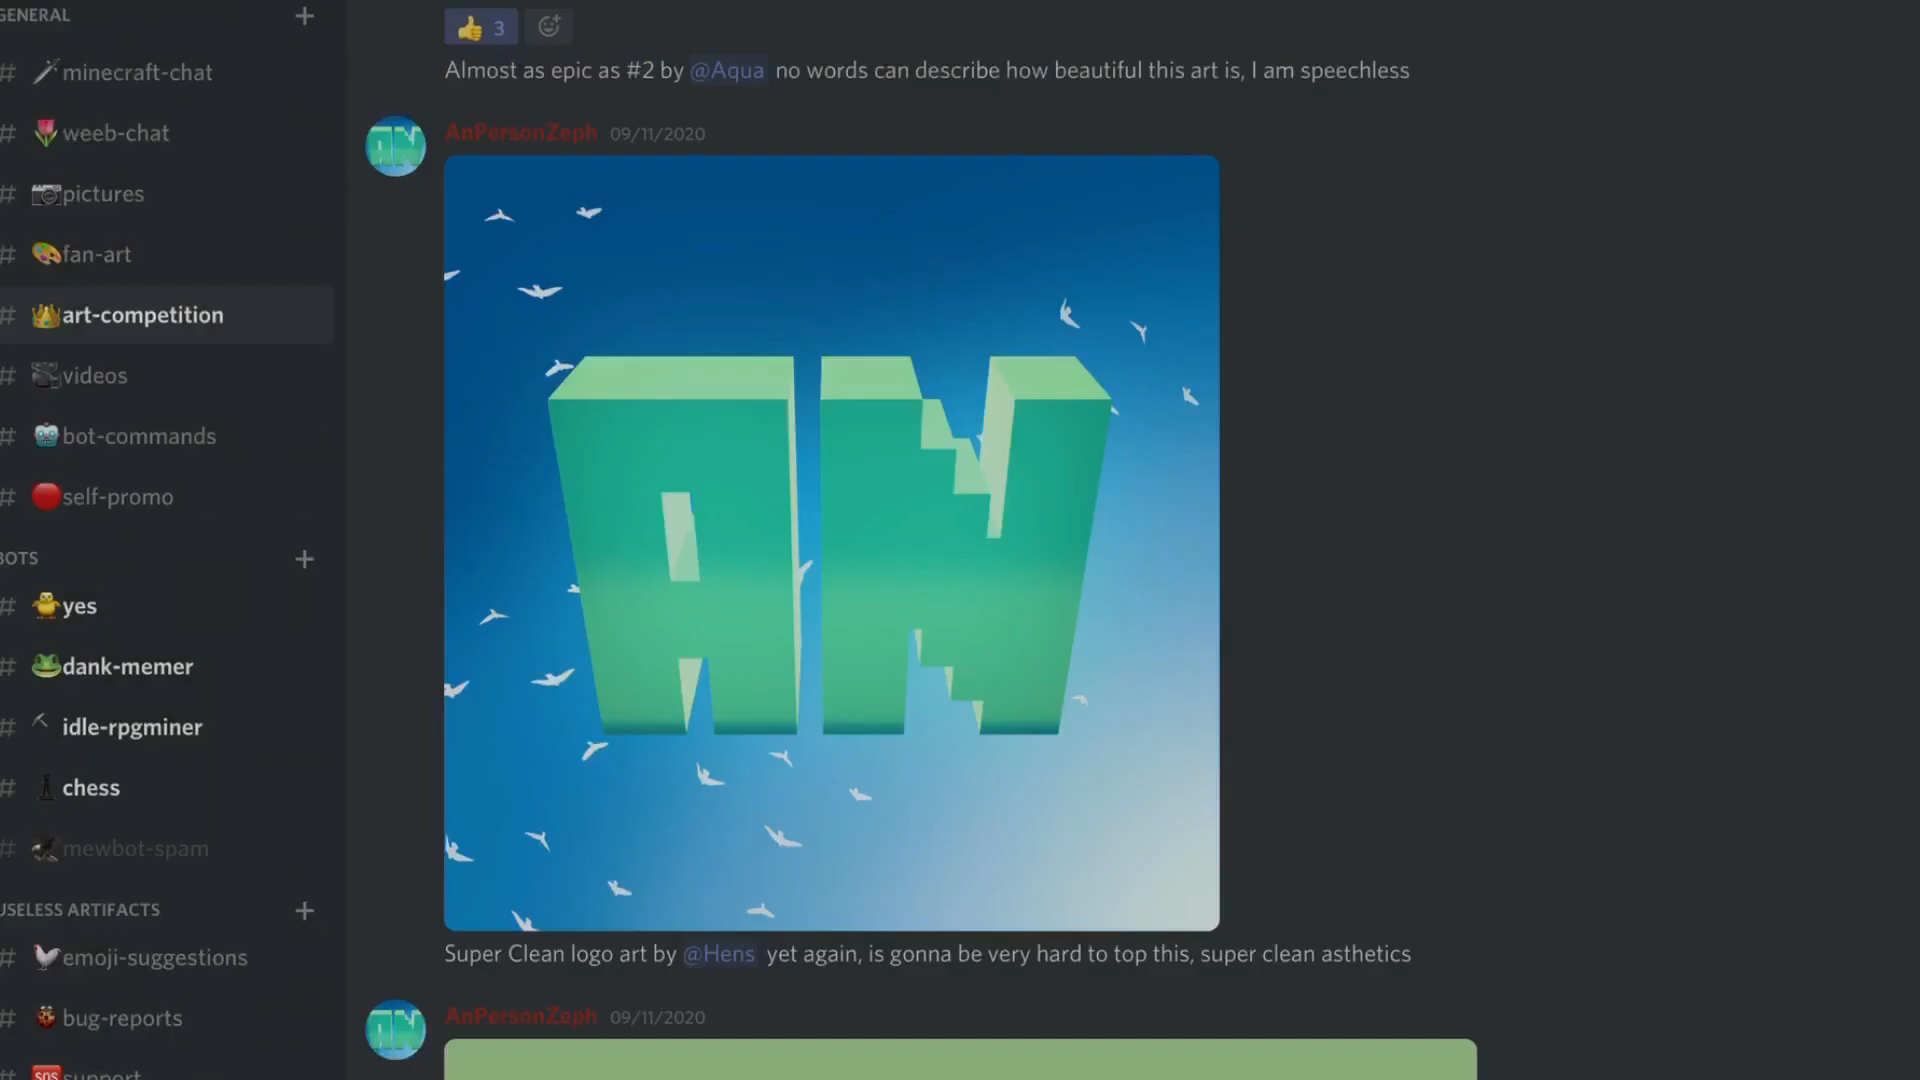 GENERAL
minecraft-chat
weeb-chat
pictures
fan-art
art-competition
videos
bot-commands
self-promo
BOTS
yes
dank-memer
idle-rpgminer
chess
mewbot-spam
USELESS ARTIFACTS
emoji-suggestions
bug-reports
SOS support
3
Almost as epic as #2 by @Aqua no words can describe how beautiful this art is, I am speechless
AN
AnPersonZeph 09/11/2020
AN
Super Clean logo art by @Hens yet again, is gonna be very hard to top this, super clean asthetics
AN
AnPersonZeph 09/11/2020